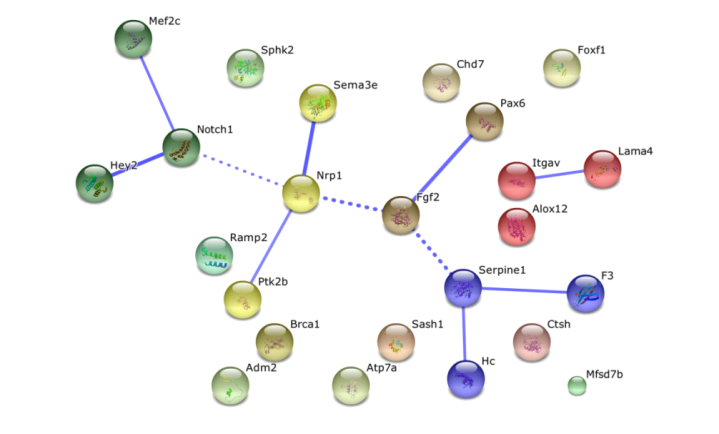 Mef2c
Sphk2
Foxf1
Chd7
Sema3e
Pax6
Notch1
Lama4
Itgav
Hey2
Nrp1
Fgf2
Alox12
Ramp2
Serpine1
F3
Ptk2b
Brca1
Sash1
Ctsh
Hc
Adm2
Atp7a
Mfsd7b